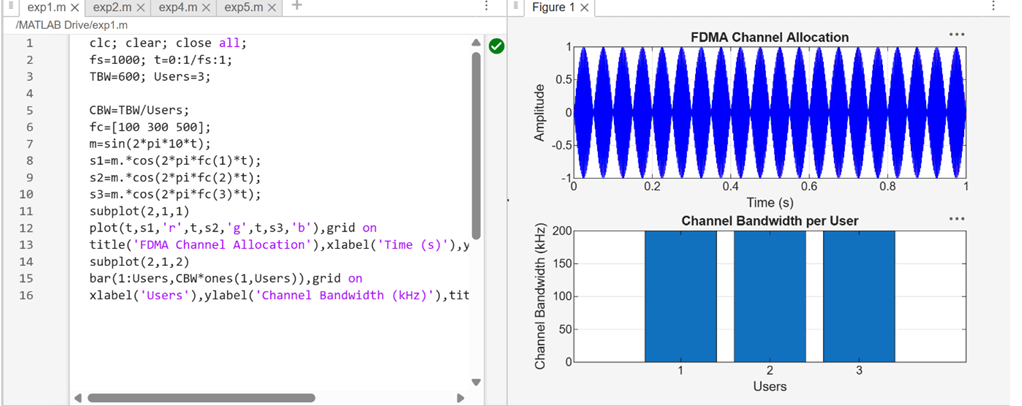 exp1.m × exp2.m × exp4.m × exp5.m × +
/MATLAB Drive/exp1.m
1 clc; clear; close all;
2 fs=1000; t=0:1/fs:1;
3 TBW=600; Users=3;
4
5 CBW=TBW/Users;
6 fc=[100 300 500];
7 m=sin(2*pi*10*t);
8 s1=m.*cos(2*pi*fc(1)*t);
9 s2=m.*cos(2*pi*fc(2)*t);
10 s3=m.*cos(2*pi*fc(3)*t);
11 subplot(2,1,1)
12 plot(t,s1,'r',t,s2,'g',t,s3,'b'),grid on
13 title('FDMA Channel Allocation'),xlabel('Time (s)'),y
14 subplot(2,1,2)
15 bar(1:Users,CBW*ones(1,Users)),grid on
16 xlabel('Users'),ylabel('Channel Bandwidth (kHz)'),tit
Figure 1 ×
FDMA Channel Allocation
Amplitude
1
0.5
0
-0.5
-1
0 0.2 0.4 0.6 0.8 1
Time (s)
Channel Bandwidth per User
Channel Bandwidth (kHz)
200
150
100
50
0
1 2 3
Users